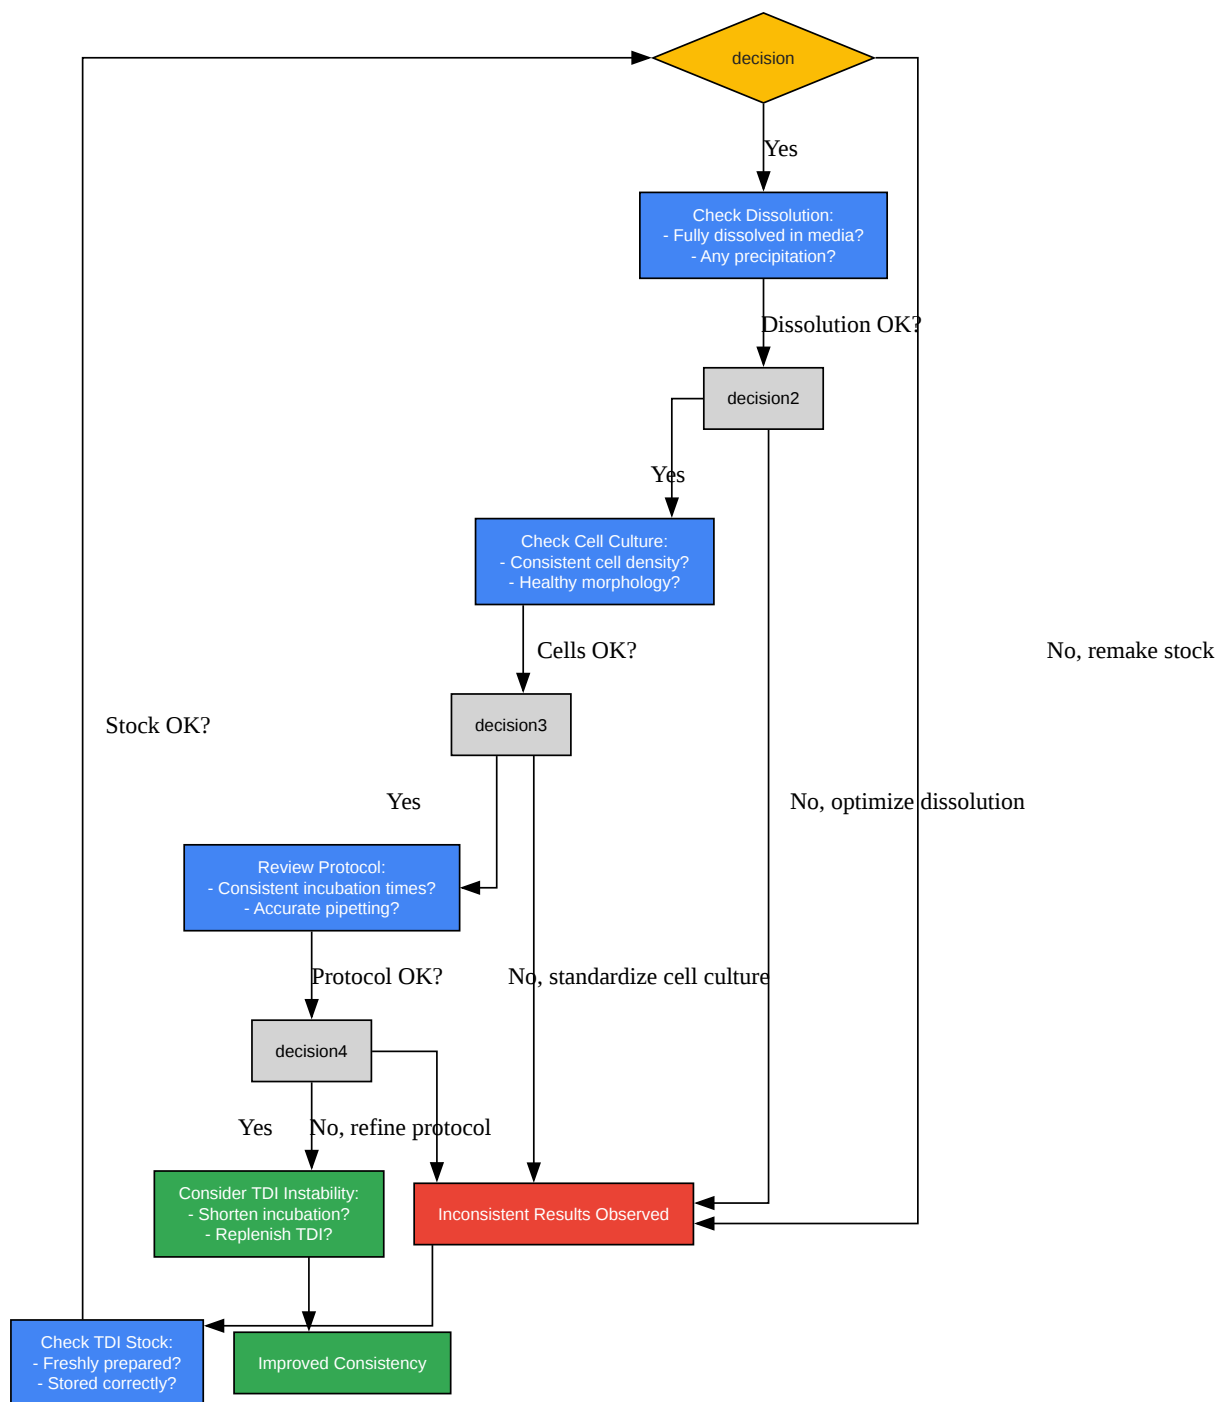 decision
Yes
Check Dissolution:
- Fully dissolved in media?
- Any precipitation?
Dissolution OK?
decision2
Yes
Check Cell Culture:
- Consistent cell density?
- Healthy morphology?
Cells OK?
No, remake stock
decision3
Stock OK?
Yes
No, optimize dissolution
Review Protocol:
- Consistent incubation times?
- Accurate pipetting?
Protocol OK?
No, standardize cell culture
decision4
Yes
No, refine protocol
Consider TDI Instability:
- Shorten incubation?
- Replenish TDI?
Inconsistent Results Observed
Check TDI Stock:
- Freshly prepared?
- Stored correctly?
Improved Consistency